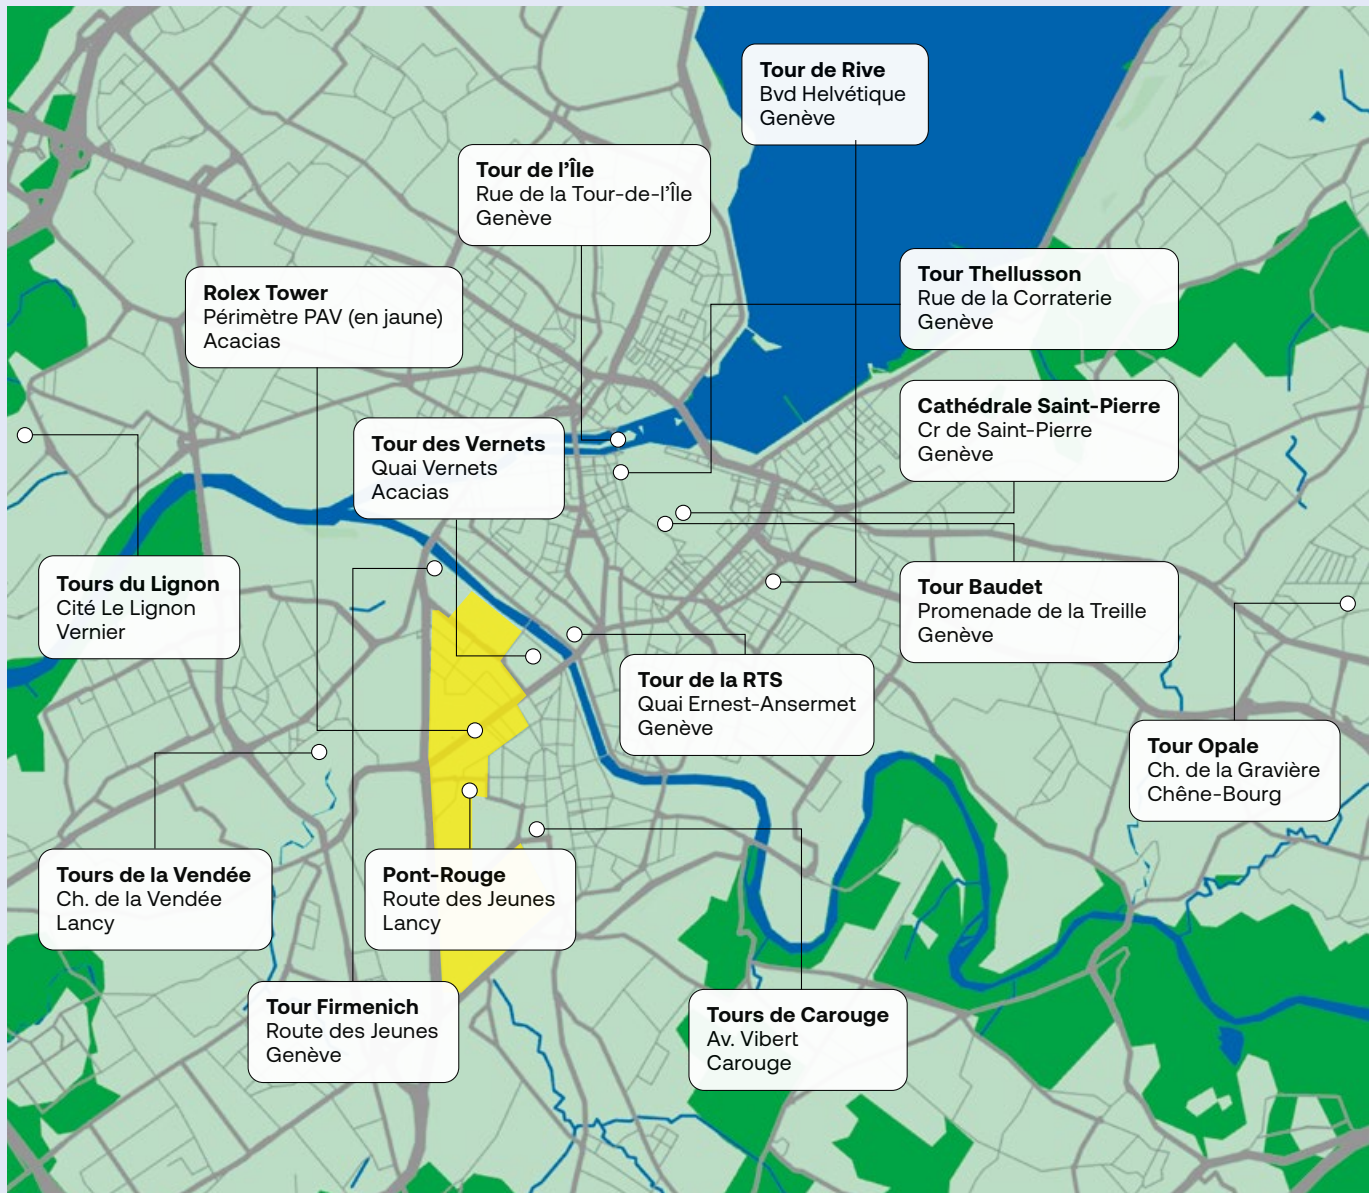 Tour de Rive
Bvd Helvétique
Genève
Tour de l’Île
Rue de la Tour-de-l’Île
Genève
Tour Thellusson
Rue de la Corraterie
Genève
Rolex Tower
Périmètre PAV (en jaune)
Acacias
Cathédrale Saint-Pierre
Cr de Saint-Pierre
Genève
Tour des Vernets
Quai Vernets
Acacias
Tours du Lignon
Cité Le Lignon
Vernier
Tour Baudet
Promenade de la Treille
Genève
Tour de la RTS
Quai Ernest-Ansermet
Genève
Tour Opale
Ch. de la Gravière
Chêne-Bourg
Tours de la Vendée
Ch. de la Vendée
Lancy
Pont-Rouge
Route des Jeunes
Lancy
Tour Firmenich
Route des Jeunes
Genève
Tours de Carouge
Av. Vibert
Carouge